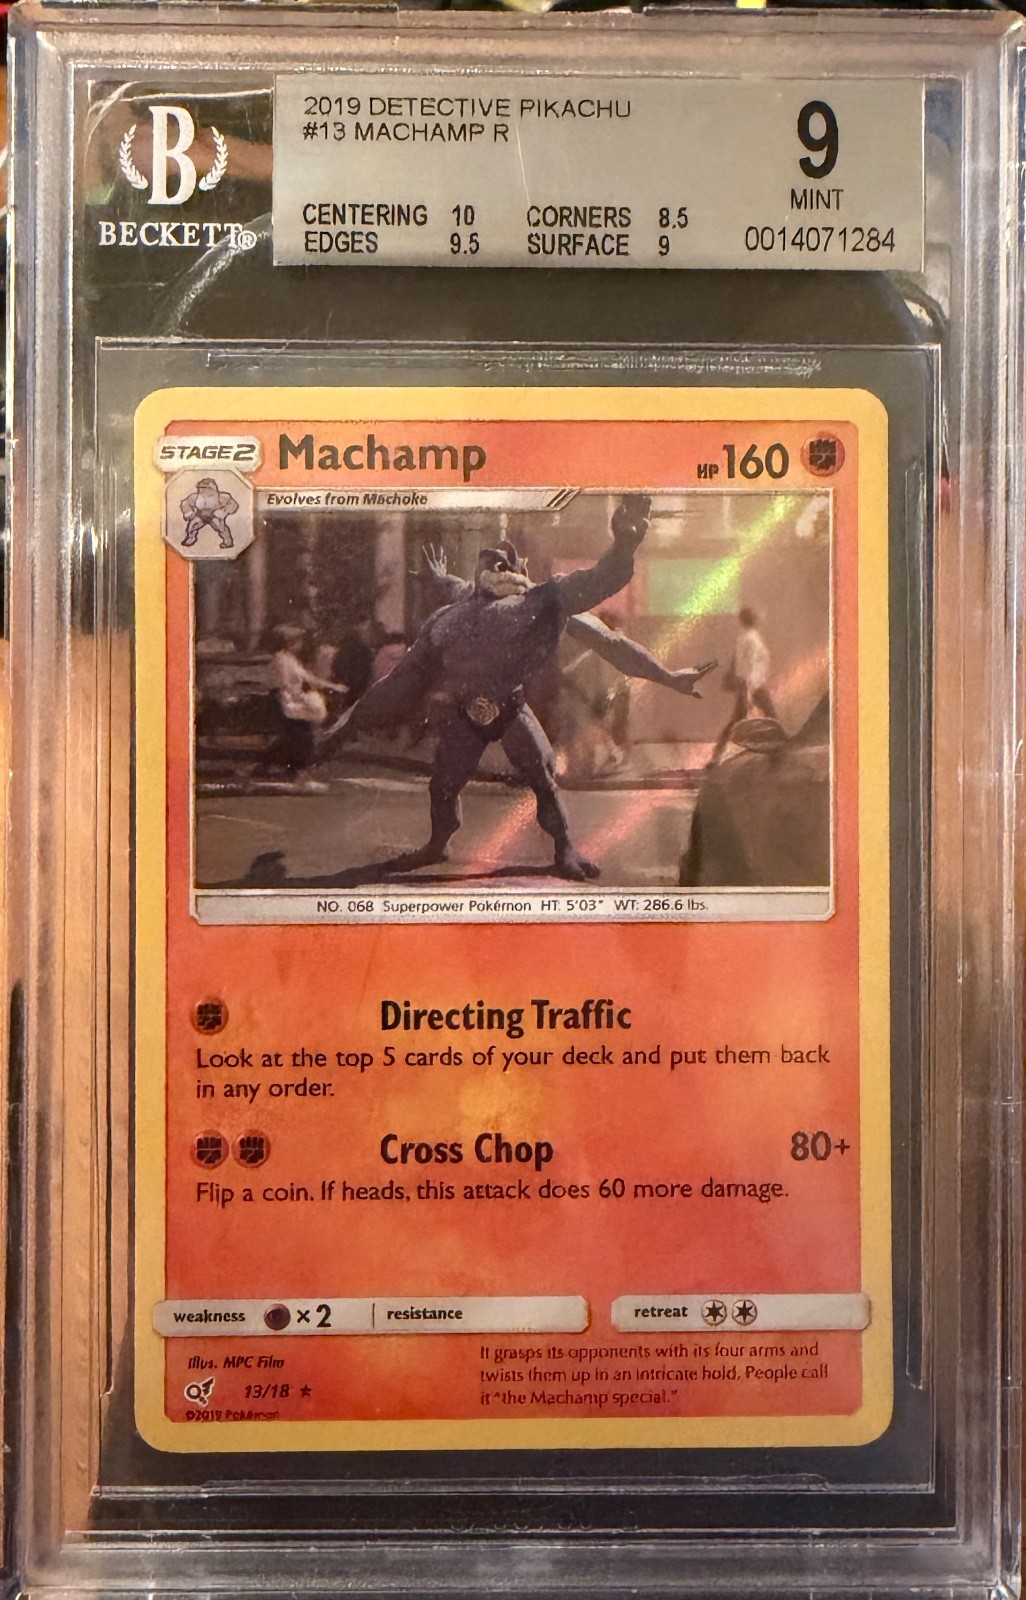 B
BECKETT®
2019 DETECTIVE PIKACHU
#13 MACHAMP R
9
MINT
CENTERING 10 CORNERS 8.5
EDGES 9.5 SURFACE 9
0014071284
STAGE 2 Machamp HP 160
Evolves from Machoke
NO. 068 Superpower Pokémon HT: 5'03" WT: 286.6 lbs.
Directing Traffic
Look at the top 5 cards of your deck and put them back
in any order.
Cross Chop 80+
Flip a coin. If heads, this attack does 60 more damage.
weakness ×2 resistance retreat
Illus. MPC Film
13/18 ★
©2019 Pokémon
It grasps its opponents with its four arms and
twists them up in an intricate hold. People call
it "the Machamp special."